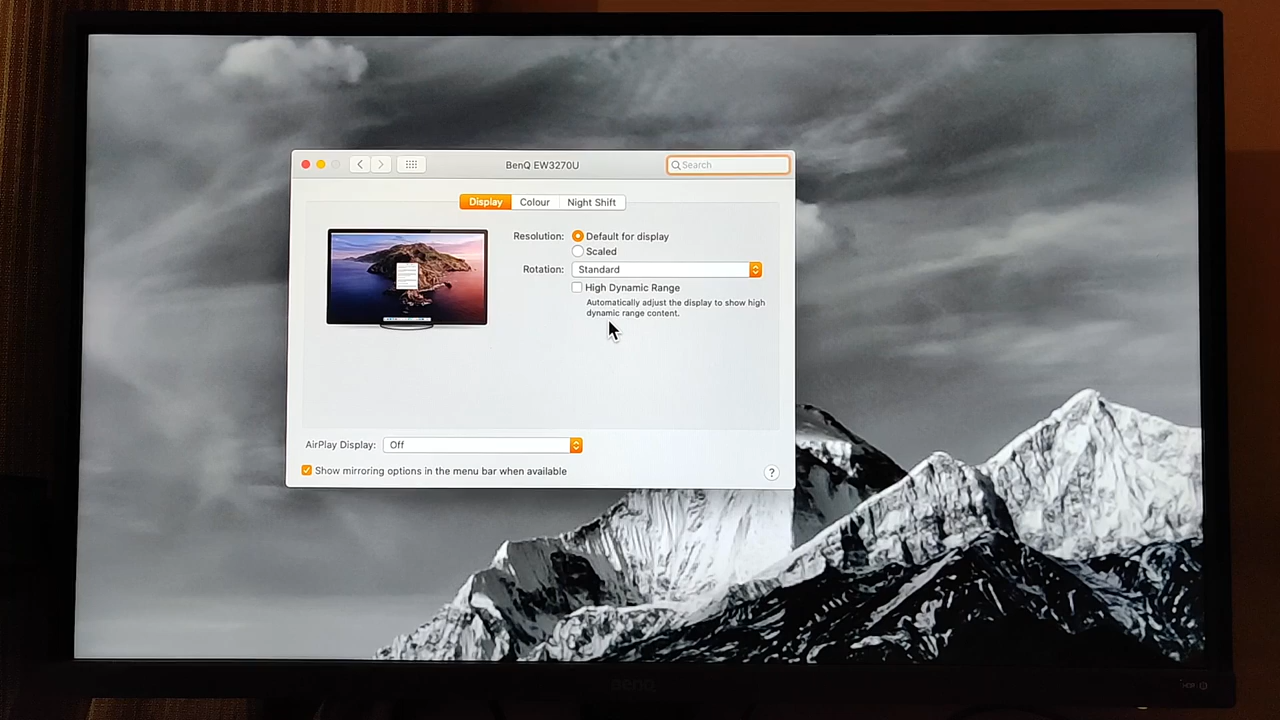 BenQ EW3270U
Search
Display Colour Night Shift
Resolution: Default for display
Scaled
Rotation: Standard
High Dynamic Range
Automatically adjust the display to show high
dynamic range content.
AirPlay Display: Off
Show mirroring options in the menu bar when available
?
BenQ
HDR